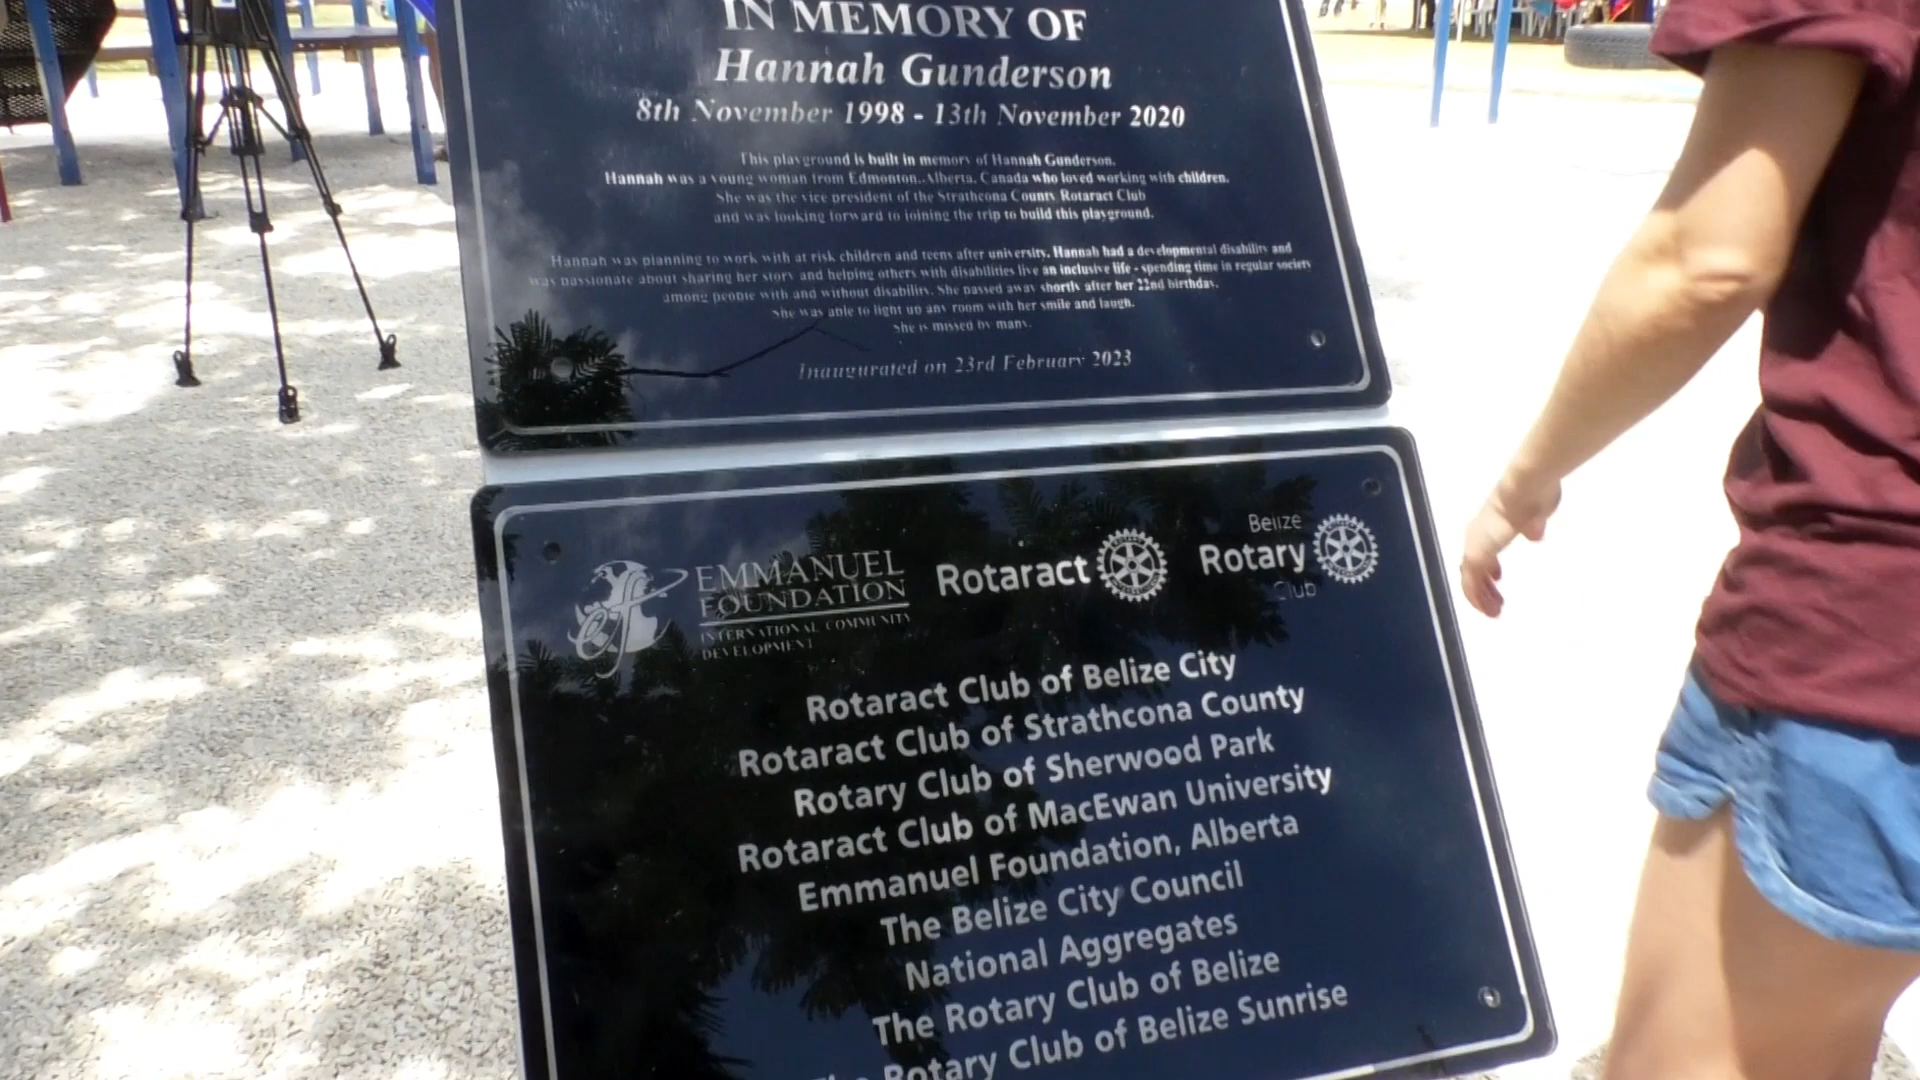 IN MEMORY OF
Hannah Gunderson
8th November 1998 - 13th November 2020
This playground is built in memory of Hannah Gunderson.
Hannah was a young woman from Edmonton, Alberta, Canada who loved working with children.
She was the vice president of the Strathcona County Rotaract Club
and was looking forward to joining the trip to build this playground.
Hannah was planning to work with at risk children and teens after university. Hannah had a developmental disability and
was passionate about sharing her story and helping others with disabilities live an inclusive life - spending time in regular society
among people with and without disability. She passed away shortly after her 22nd birthday.
She was able to light up any room with her smile and laugh.
She is missed by many.
Inaugurated on 23rd February 2023
ef EMMANUEL
FOUNDATION
INTERNATIONAL COMMUNITY
DEVELOPMENT
Rotaract
Belize
Rotary
Club
Rotaract Club of Belize City
Rotaract Club of Strathcona County
Rotary Club of Sherwood Park
Rotaract Club of MacEwan University
Emmanuel Foundation, Alberta
The Belize City Council
National Aggregates
The Rotary Club of Belize
The Rotary Club of Belize Sunrise